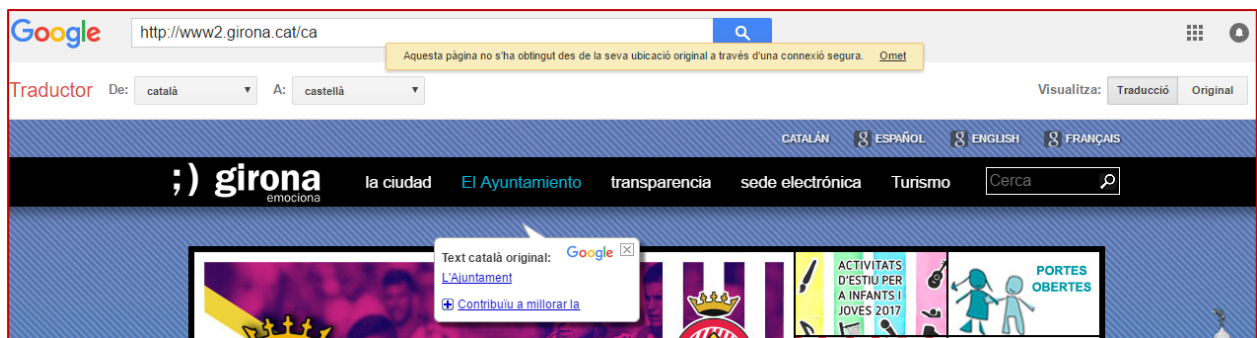 Google
http://www2.girona.cat/ca
Aquesta pàgina no s'ha obtingut des de la seva ubicació original a través d'una connexió segura. Omet
Traductor De: català A: castellà Visualitza: Traducció Original
CATALÁN ESPAÑOL ENGLISH FRANÇAIS
;) girona
emociona
la ciudad El Ayuntamiento transparencia sede electrónica Turismo Cerca
Text català original: Google
L'Ajuntament
Contribuïu a millorar la
ACTIVITATS
D'ESTIU PER
A INFANTS I
JOVES 2017
PORTES
OBERTES